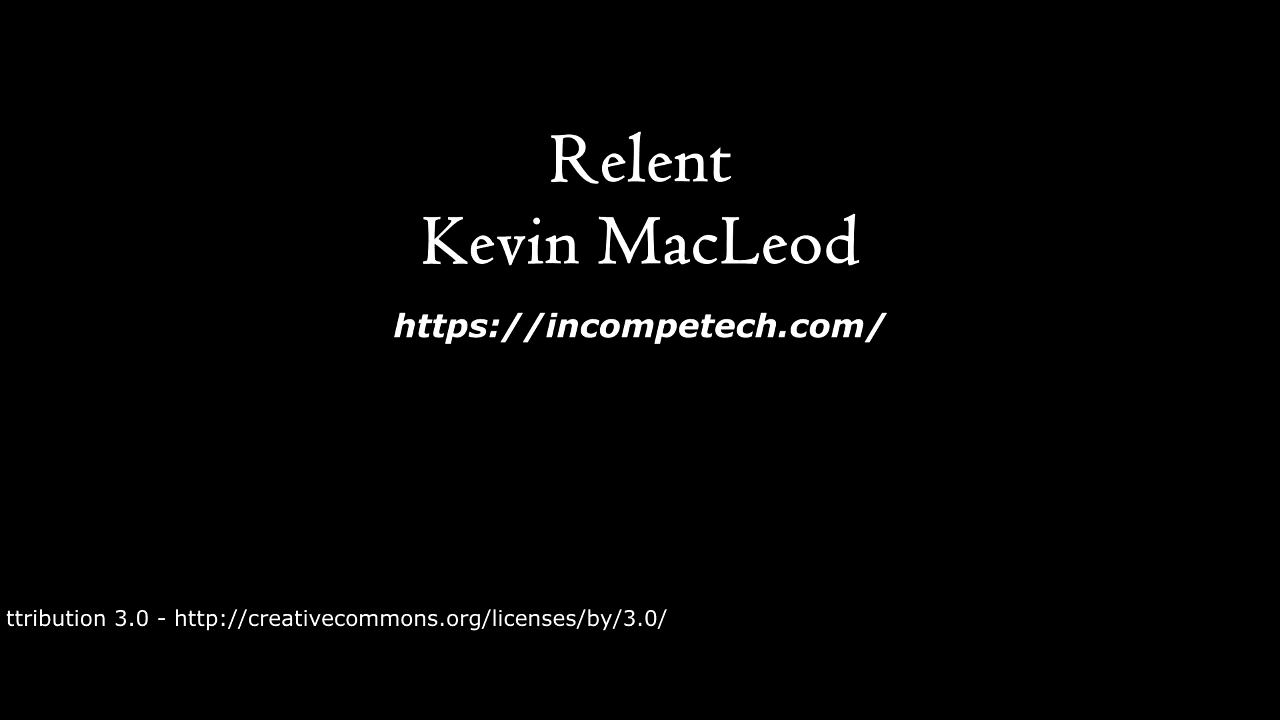 Relent
Kevin MacLeod
https://incompetech.com/
ttribution 3.0 - http://creativecommons.org/licenses/by/3.0/